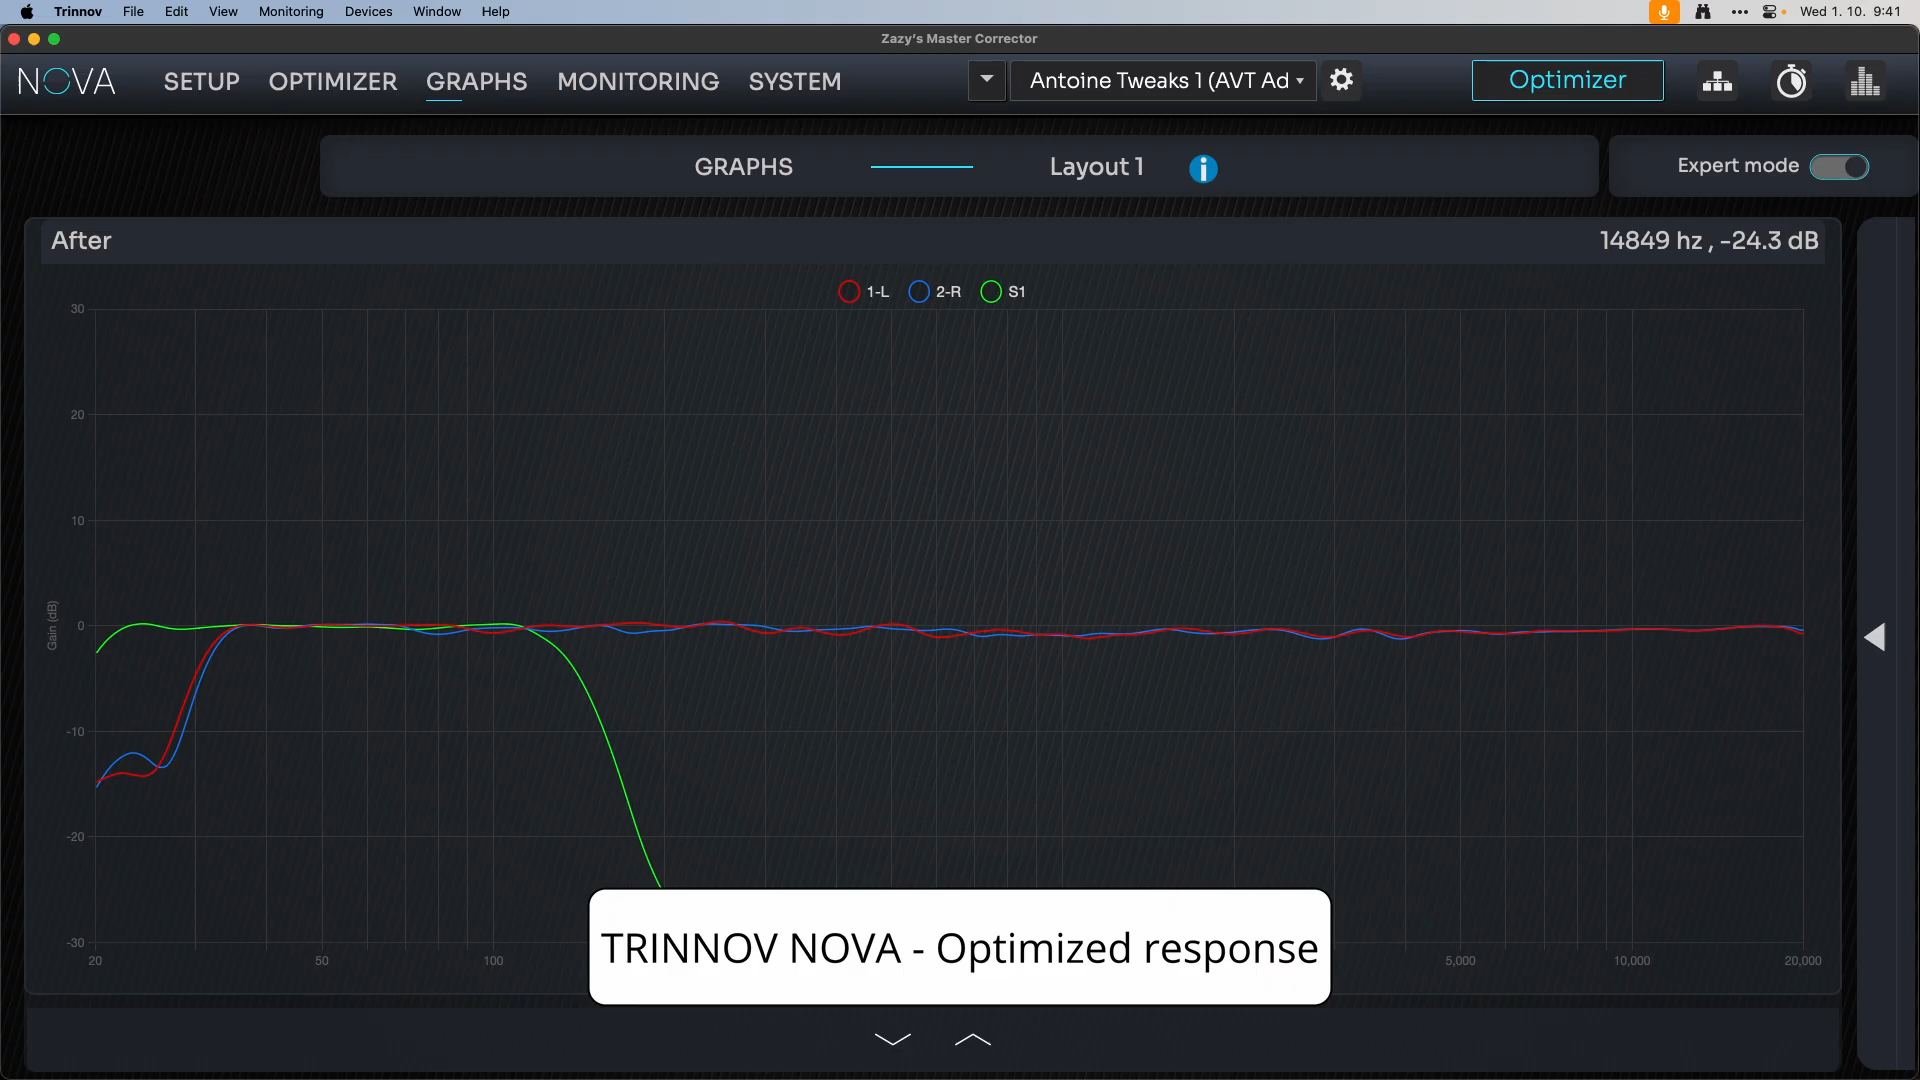 Trinnov File Edit View Monitoring Devices Window Help Wed 1. 10. 9:41
Zazy's Master Corrector
NOVA SETUP OPTIMIZER GRAPHS MONITORING SYSTEM Antoine Tweaks 1 (AVT Ad Optimizer
GRAPHS Layout 1 i Expert mode
After 14849 hz , -24.3 dB
1-L 2-R S1
30
20
10
Gain (dB)
0
-10
-20
-30
20 50 100 5,000 10,000 20,000
TRINNOV NOVA - Optimized response